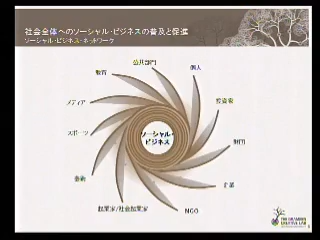 社会全体へのソーシャル・ビジネスの普及と促進
ソーシャル・ビジネス・ネットワーク
公共部門
個人
投資家
財団
企業
NGO
起業家/社会起業家
芸術
スポーツ
メディア
教育
ソーシャル・
ビジネス
THE GRAMEEN
CREATIVE LAB